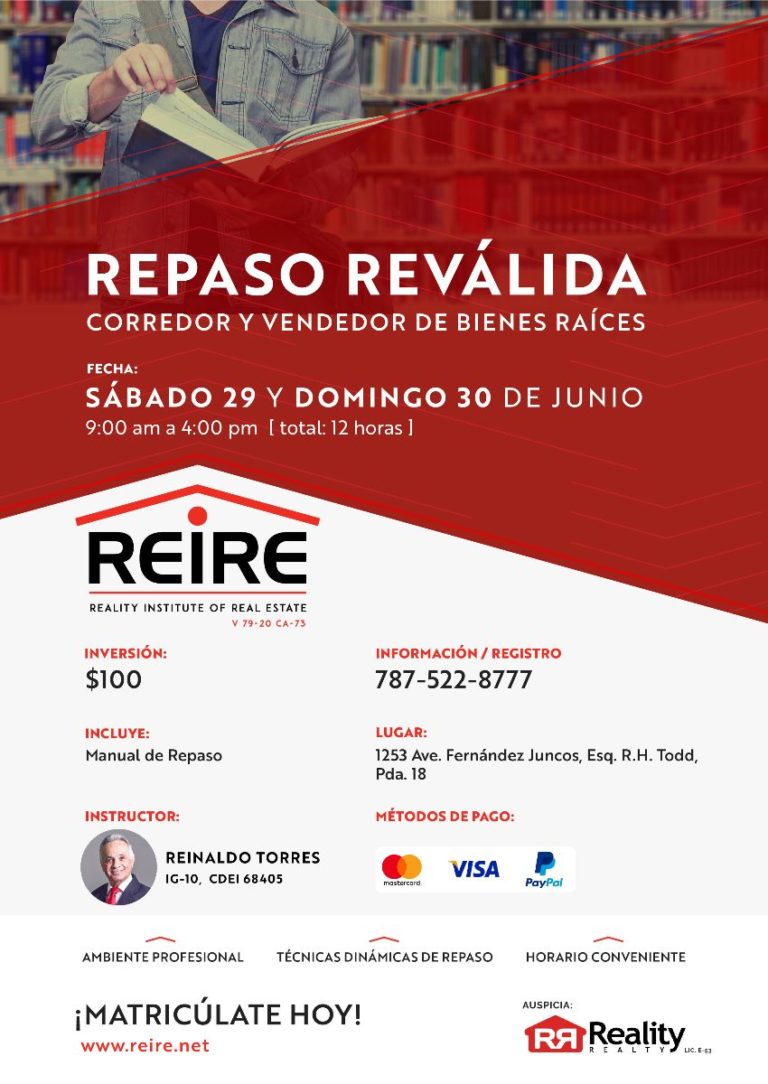 REPASO REVÁLIDA
CORREDOR Y VENDEDOR DE BIENES RAÍCES
FECHA:
SÁBADO 29 Y DOMINGO 30 DE JUNIO
9:00 am a 4:00 pm [ total: 12 horas ]
REIRE
REALITY INSTITUTE OF REAL ESTATE
V 79-20 CA-73
INVERSIÓN:
$100
INFORMACIÓN / REGISTRO
787-522-8777
INCLUYE:
Manual de Repaso
LUGAR:
1253 Ave. Fernández Juncos, Esq. R.H. Todd,
Pda. 18
INSTRUCTOR:
REINALDO TORRES
IG-10, CDEI 68405
MÉTODOS DE PAGO:
mastercard
VISA
PayPal
AMBIENTE PROFESIONAL
TÉCNICAS DINÁMICAS DE REPASO
HORARIO CONVENIENTE
¡MATRICÚLATE HOY!
www.reire.net
AUSPICIA:
RR Reality
REALTY LIC. E-53